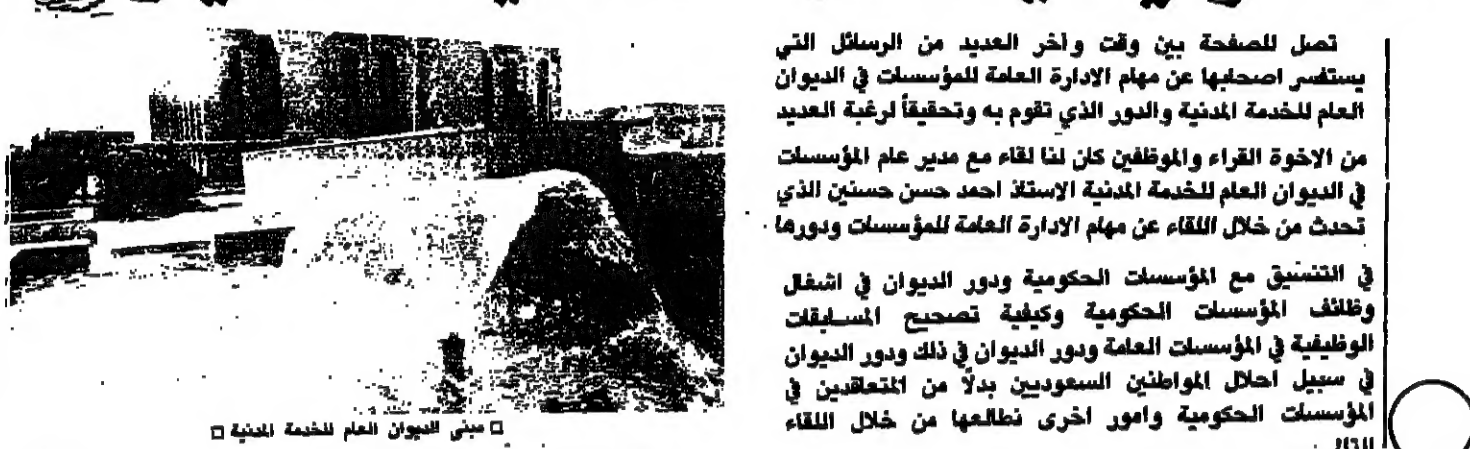 تصل للصفحة بين وقت وآخر العديد من الرسائل التي
يستفسر اصحابها عن مهام الادارة العامة للمؤسسات في الديوان
العام للخدمة المدنية والدور الذي تقوم به وتحقيقاً لرغبة العديد
من الاخوة القراء والموظفين كان لنا لقاء مع مدير عام المؤسسات
في الديوان العام للخدمة المدنية الاستاذ احمد حسن حسنين الذي
تحدث من خلال اللقاء عن مهام الادارة العامة للمؤسسات ودورها
في التنسيق مع المؤسسات الحكومية ودور الديوان في اشغال
وظائف المؤسسات الحكومية وكيفية تصحيح المسابقات
الوظيفية في المؤسسات العامة ودور الديوان في ذلك ودور الديوان
في سبيل احلال المواطنين السعوديين بدلاً من المتعاقدين في
المؤسسات الحكومية وامور اخرى نطالعها من خلال اللقاء
□ مبنى الديوان العام للخدمة المدنية □